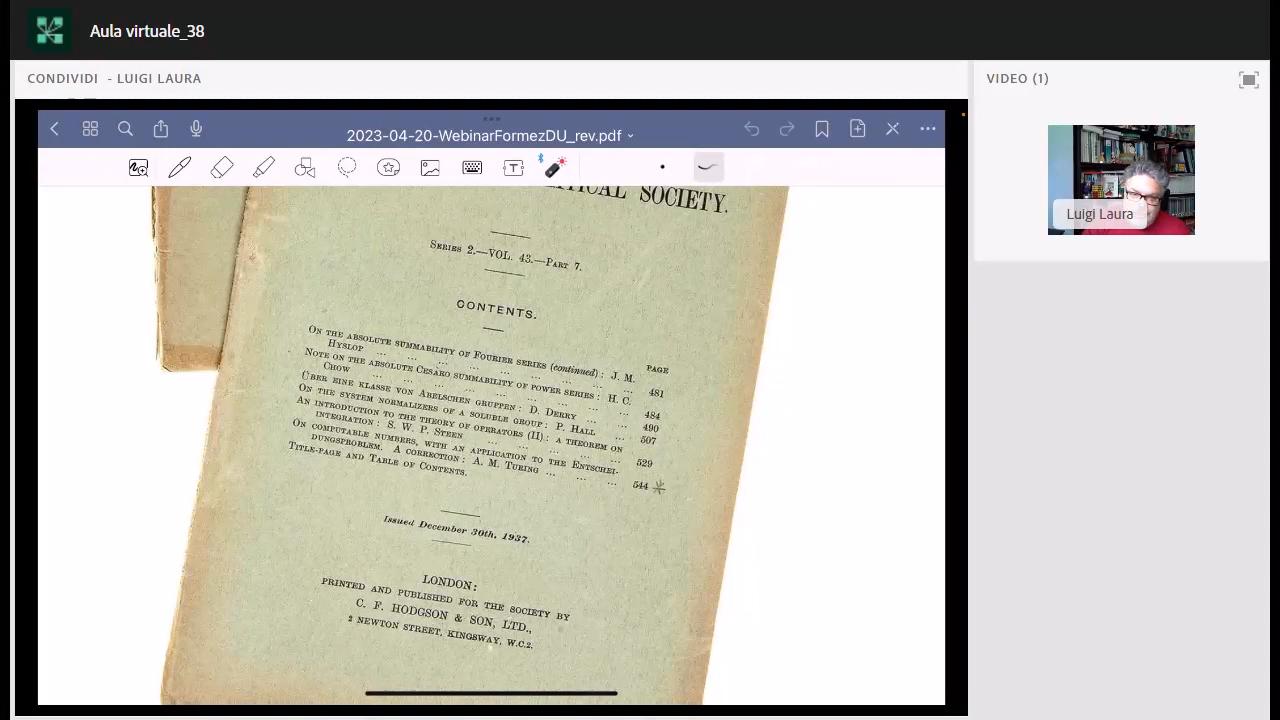 Aula virtuale_38
CONDIVIDI - LUIGI LAURA
VIDEO (1)
2023-04-20-WebinarFormezDU_rev.pdf
T
Luigi Laura
SOCIETY.
SERIES 2.—VOL. 43.—PART 7.
CONTENTS.
PAGE
ON THE ABSOLUTE SUMMABILITY OF FOURIER SERIES (continued): J. M.
HYSLOP ... ... ... ... ... ... ... ... 481
NOTE ON THE ABSOLUTE CESARO SUMMABILITY OF POWER SERIES: H. C.
CHOW ... ... ... ... ... ... ... ... 484
ÜBER EINE KLASSE VON ABELSCHEN GRUPPEN: D. DERRY ... ... 490
ON THE SYSTEM NORMALIZERS OF A SOLUBLE GROUP: P. HALL ... 507
AN INTRODUCTION TO THE THEORY OF OPERATORS (II): A THEOREM ON
INTEGRATION: S. W. P. STEEN ... ... ... ... ... 529
ON COMPUTABLE NUMBERS, WITH AN APPLICATION TO THE ENTSCHEI-
DUNGSPROBLEM. A CORRECTION: A. M. TURING ... ... ... 544
TITLE-PAGE AND TABLE OF CONTENTS.
Issued December 30th, 1937.
LONDON:
PRINTED AND PUBLISHED FOR THE SOCIETY BY
C. F. HODGSON & SON, LTD.,
2 NEWTON STREET, KINGSWAY, W.C.2.